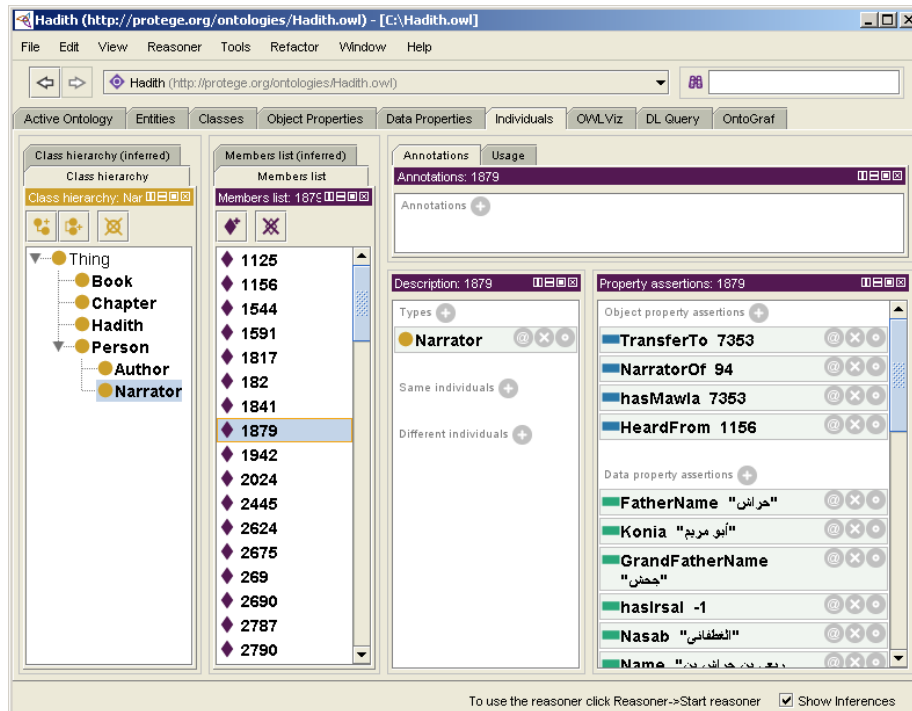 Hadith (http://protege.org/ontologies/Hadith.owl) - [C:\Hadith.owl]
File Edit View Reasoner Tools Refactor Window Help
Hadith (http://protege.org/ontologies/Hadith.owl)
Active Ontology Entities Classes Object Properties Data Properties Individuals OWLViz DL Query OntoGraf
Class hierarchy (inferred)
Class hierarchy
Class hierarchy: Nar
Thing
Book
Chapter
Hadith
Person
Author
Narrator
Members list (inferred)
Members list
Members list: 1879
1125
1156
1544
1591
1817
182
1841
1879
1942
2024
2445
2624
2675
269
2690
2787
2790
Annotations Usage
Annotations: 1879
Annotations
Description: 1879
Types
Narrator
Same individuals
Different individuals
Property assertions: 1879
Object property assertions
TransferTo 7353
NarratorOf 94
hasMawla 7353
HeardFrom 1156
Data property assertions
FatherName "حراش"
Konia "أبو مريم"
GrandFatherName
"جحش"
hasIrsal -1
Nasab "الغطفانى"
Name "ربعي بن حراش بن
To use the reasoner click Reasoner->Start reasoner Show Inferences